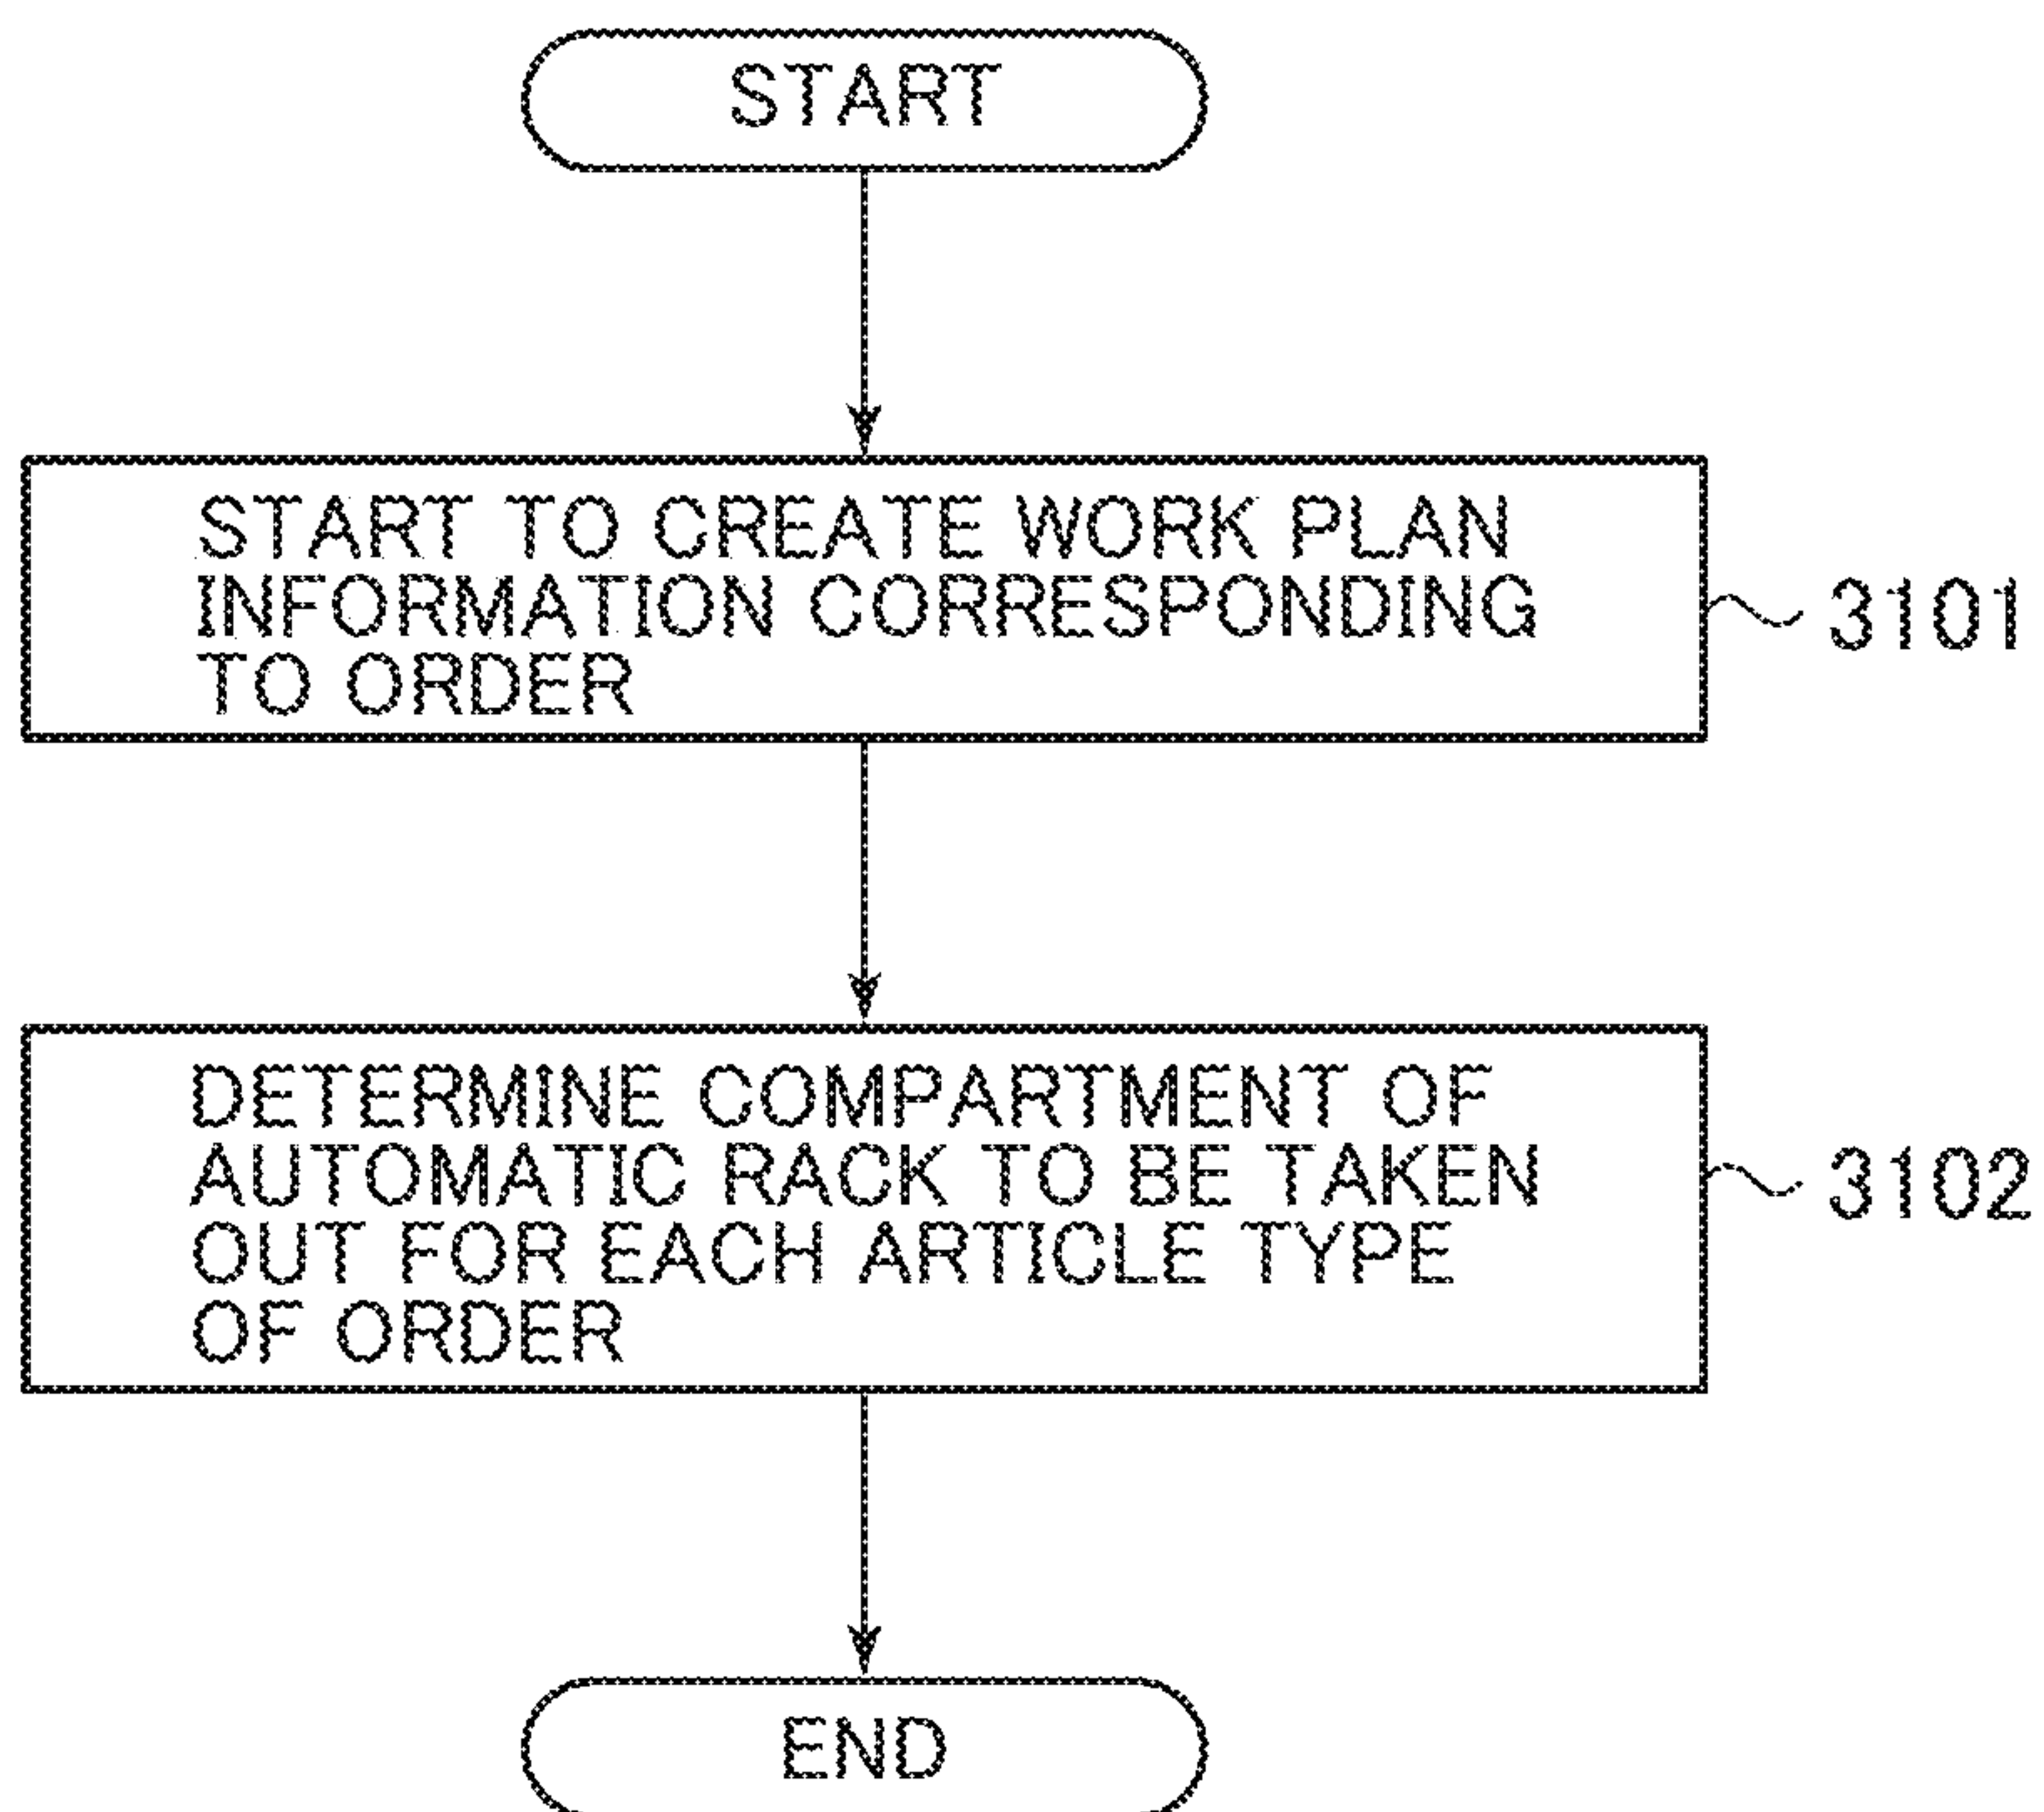 START
START TO CREATE WORK PLAN
INFORMATION CORRESPONDING
TO ORDER
3101
DETERMINE COMPARTMENT OF
AUTOMATIC RACK TO BE TAKEN
OUT FOR EACH ARTICLE TYPE
OF ORDER
3102
END